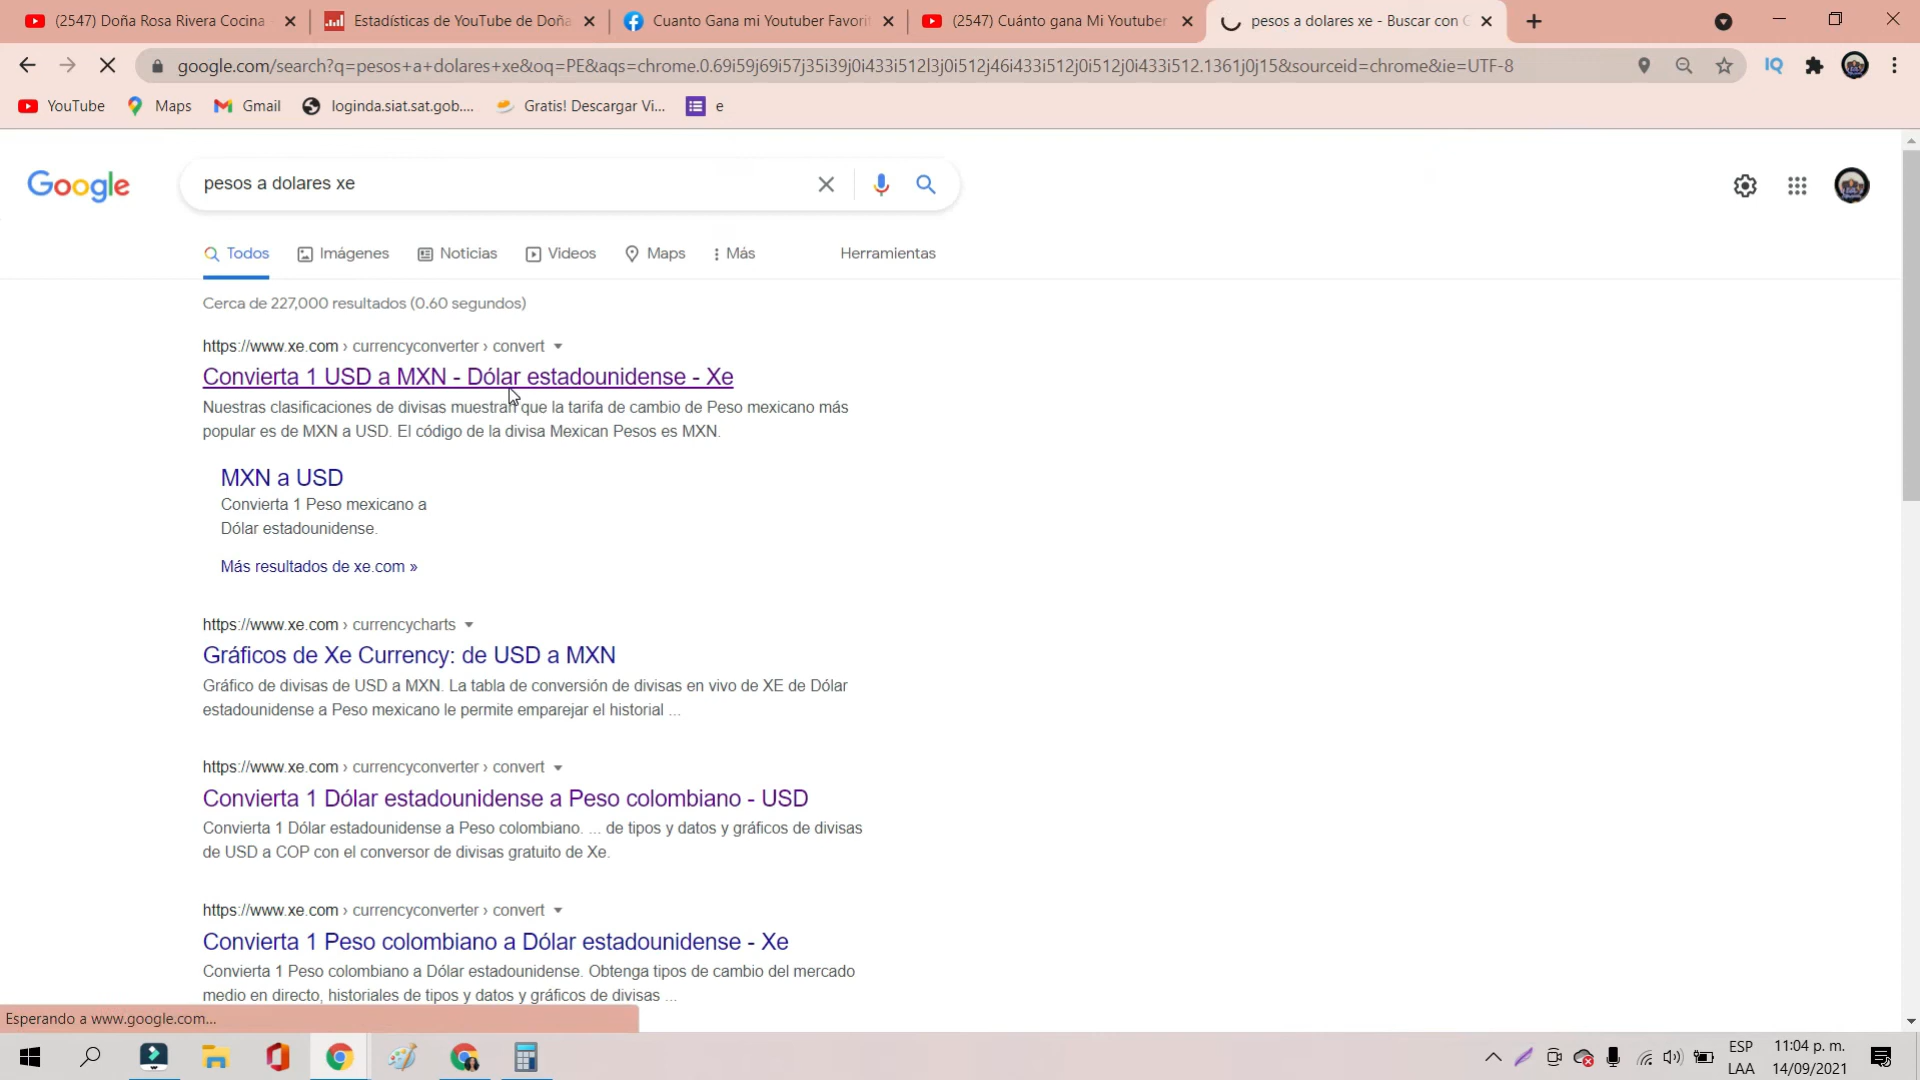 (2547) Doña Rosa Rivera Cocina
Estadísticas de YouTube de Doña
Cuanto Gana mi Youtuber Favori
(2547) Cuánto gana Mi Youtuber
pesos a dolares xe - Buscar con G
google.com/search?q=pesos+a+dolares+xe&oq=PE&aqs=chrome.0.69i59j69i57j35i39j0i433i512l3j0i512j46i433i512j0i512j0i433i512.1361j0j15&sourceid=chrome&ie=UTF-8
IQ
YouTube
Maps
Gmail
loginda.siat.sat.gob....
Gratis! Descargar Vi...
e
Google
pesos a dolares xe
Todos
Imágenes
Noticias
Videos
Maps
Más
Herramientas
Cerca de 227,000 resultados (0.60 segundos)
https://www.xe.com › currencyconverter › convert
Convierta 1 USD a MXN - Dólar estadounidense - Xe
Nuestras clasificaciones de divisas muestran que la tarifa de cambio de Peso mexicano más
popular es de MXN a USD. El código de la divisa Mexican Pesos es MXN.
MXN a USD
Convierta 1 Peso mexicano a
Dólar estadounidense.
Más resultados de xe.com »
https://www.xe.com › currencycharts
Gráficos de Xe Currency: de USD a MXN
Gráfico de divisas de USD a MXN. La tabla de conversión de divisas en vivo de XE de Dólar
estadounidense a Peso mexicano le permite emparejar el historial ...
https://www.xe.com › currencyconverter › convert
Convierta 1 Dólar estadounidense a Peso colombiano - USD
Convierta 1 Dólar estadounidense a Peso colombiano. ... de tipos y datos y gráficos de divisas
de USD a COP con el conversor de divisas gratuito de Xe.
https://www.xe.com › currencyconverter › convert
Convierta 1 Peso colombiano a Dólar estadounidense - Xe
Convierta 1 Peso colombiano a Dólar estadounidense. Obtenga tipos de cambio del mercado
medio en directo, historiales de tipos y datos y gráficos de divisas ...
Esperando a www.google.com...
ESP
LAA
11:04 p. m.
14/09/2021